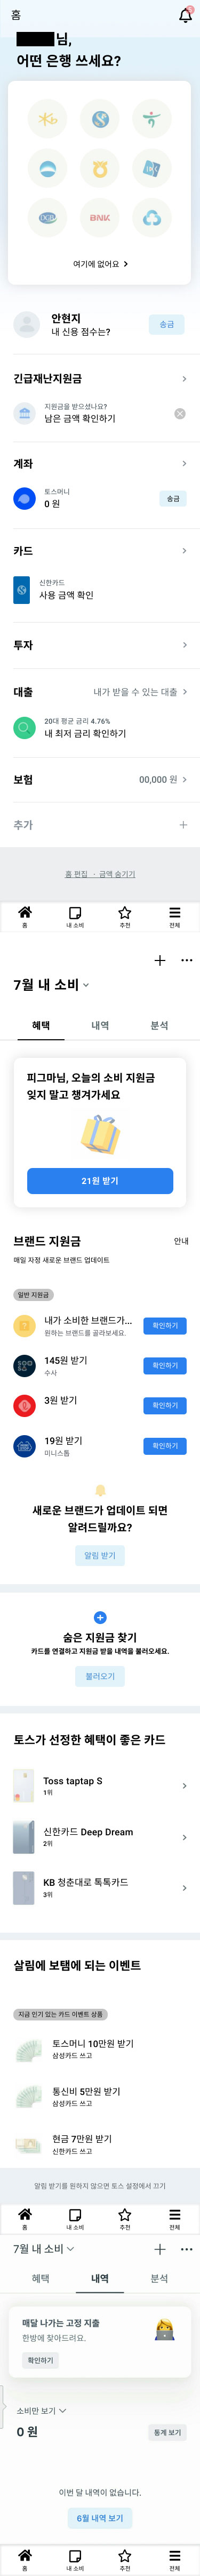 홈
님,
어떤 은행 쓰세요?
DGB
BNK
여기에 없어요
안현지
내 신용 점수는?
송금
긴급재난지원금
지원금을 받으셨나요?
남은 금액 확인하기
계좌
토스머니
0 원
송금
카드
신한카드
사용 금액 확인
투자
대출
내가 받을 수 있는 대출
20대 평균 금리 4.76%
내 최저 금리 확인하기
보험
00,000 원
추가
홈 편집 · 금액 숨기기
홈
내 소비
추천
전체
7월 내 소비
혜택
내역
분석
피그마님, 오늘의 소비 지원금
잊지 말고 챙겨가세요
21원 받기
브랜드 지원금
안내
매일 자정 새로운 브랜드 업데이트
일반 지원금
내가 소비한 브랜드가...
원하는 브랜드를 골라보세요.
확인하기
145원 받기
수사
확인하기
3원 받기
확인하기
19원 받기
미니스톱
확인하기
새로운 브랜드가 업데이트 되면
알려드릴까요?
알림 받기
숨은 지원금 찾기
카드를 연결하고 지원금 받을 내역을 불러오세요.
불러오기
토스가 선정한 혜택이 좋은 카드
Toss taptap S
1위
신한카드 Deep Dream
2위
KB 청춘대로 톡톡카드
3위
살림에 보탬에 되는 이벤트
지금 인기 있는 카드 이벤트 상품
토스머니 10만원 받기
삼성카드 쓰고
통신비 5만원 받기
삼성카드 쓰고
현금 7만원 받기
신한카드 쓰고
알림 받기를 원하지 않으면 토스 설정에서 끄기
홈
내 소비
추천
전체
7월 내 소비
혜택
내역
분석
매달 나가는 고정 지출
한방에 찾아드려요.
확인하기
소비만 보기
0 원
통계 보기
이번 달 내역이 없습니다.
6월 내역 보기
홈
내 소비
추천
전체